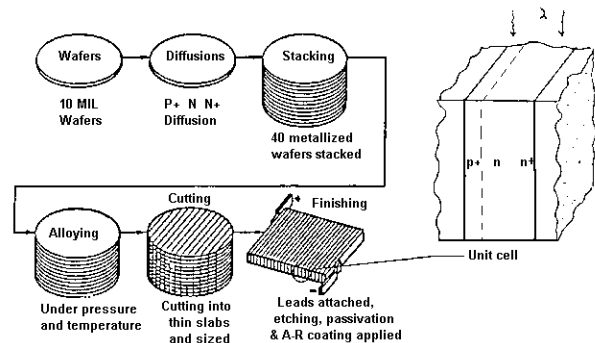 Wafers
10 MIL
Wafers
Diffusions
P+ N N+
Diffusion
Stacking
40 metallized
wafers stacked
λ
p+ n n+
Unit cell
Alloying
Under pressure
and temperature
Cutting
Cutting into
thin slabs
and sized
Finishing
+
-
Leads attached,
etching, passivation
& A-R coating applied